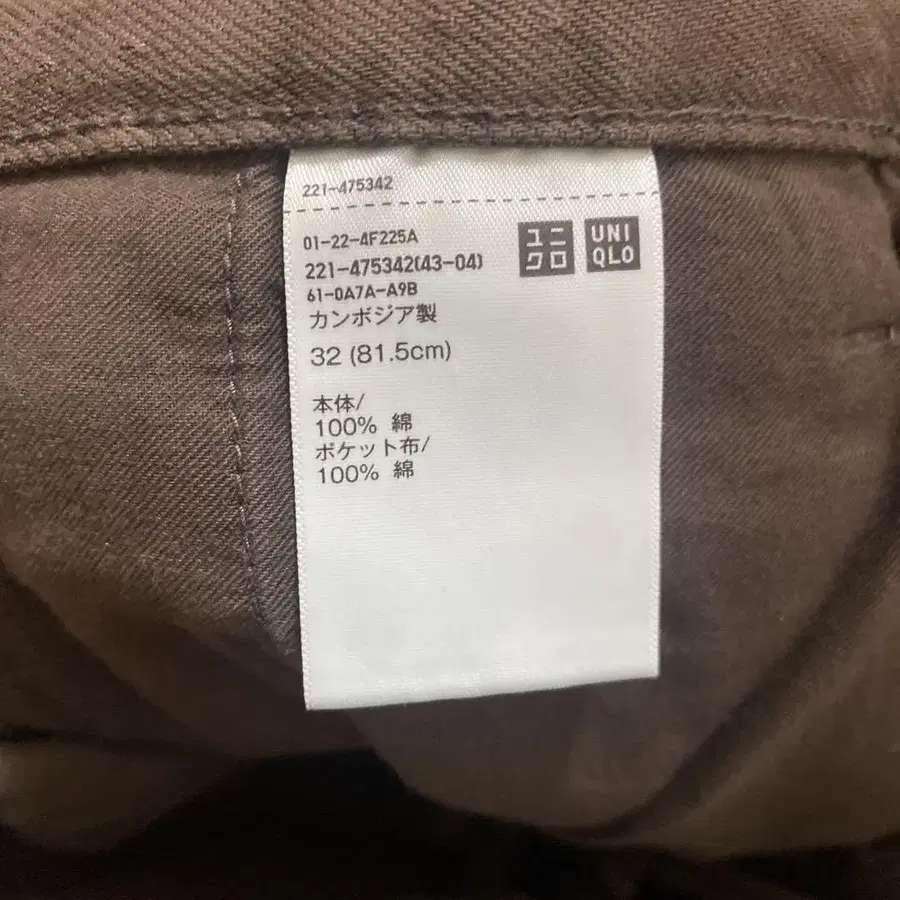 221-475342
01-22-4F225A
221-475342(43-04)
61-0A7A-A9B
カンボジア製
ユニ
クロ
UNI
QLO
32 (81.5cm)
本体/
100% 綿
ポケット布/
100% 綿